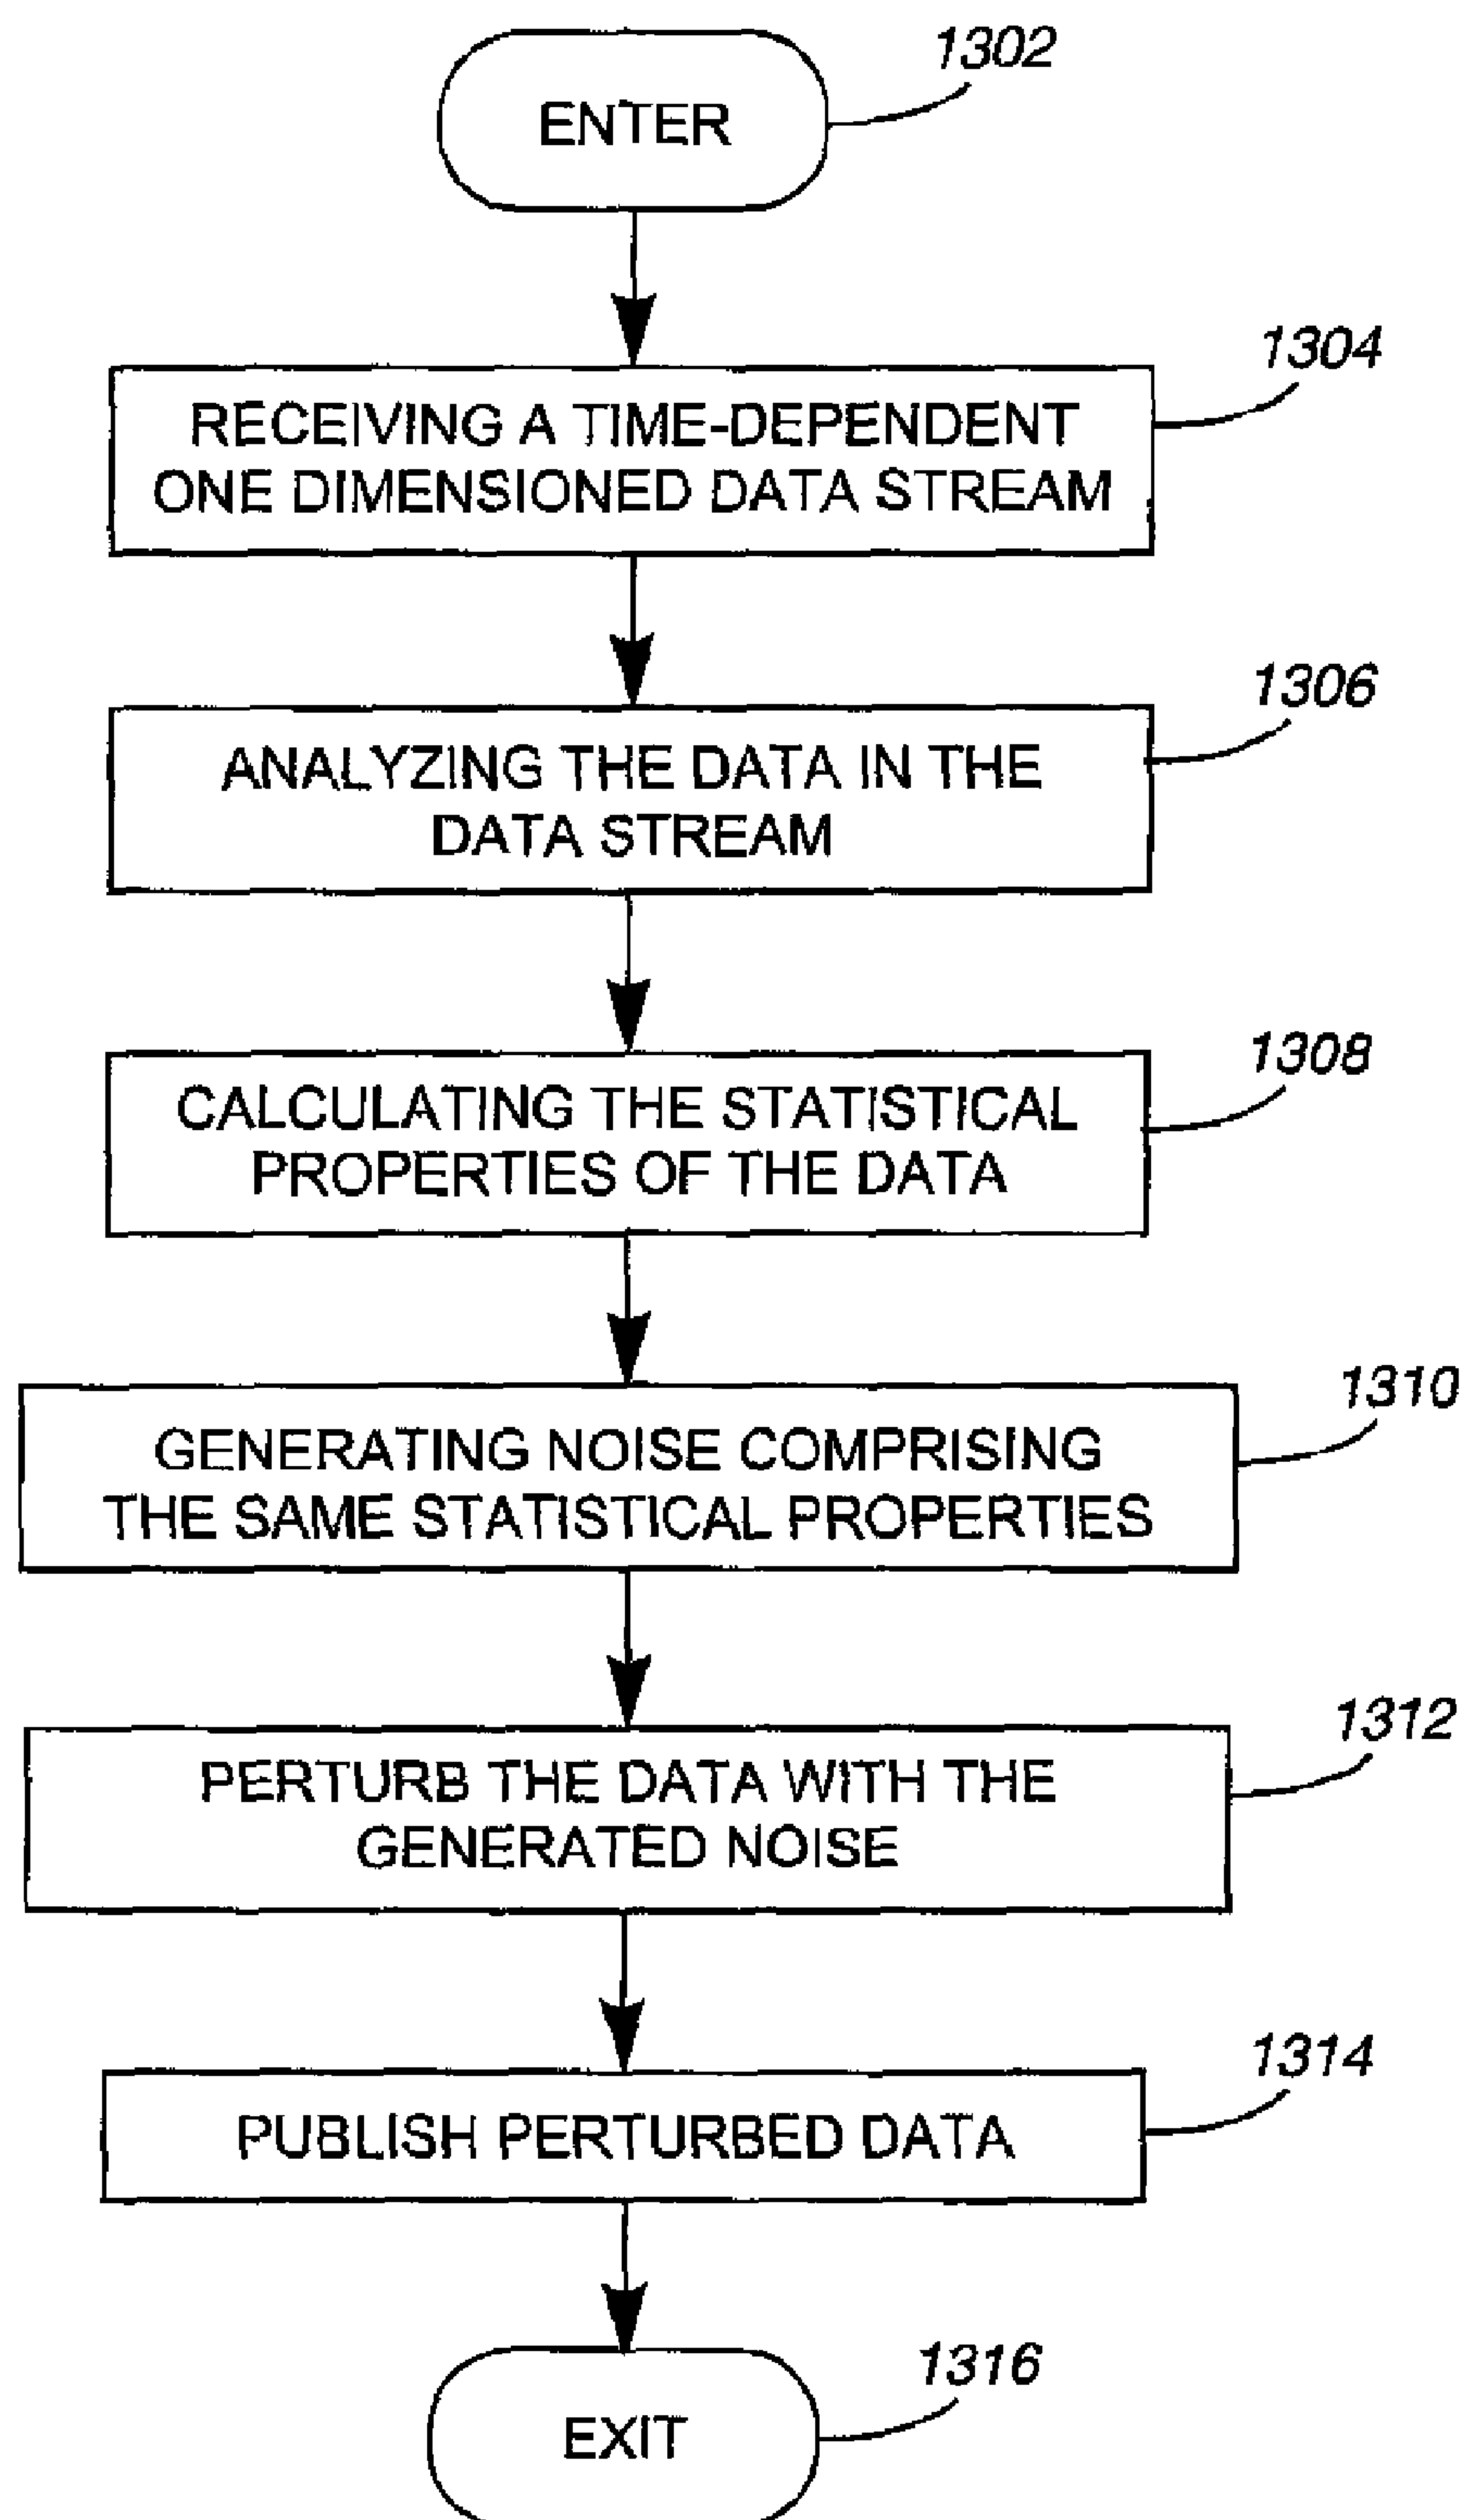 1302
ENTER
1304
RECEIVING A TIME-DEPENDENT
ONE DIMENSIONED DATA STREAM
1306
ANALYZING THE DATA IN THE
DATA STREAM
1308
CALCULATING THE STATISTICAL
PROPERTIES OF THE DATA
1310
GENERATING NOISE COMPRISING
THE SAME STATISTICAL PROPERTIES
1312
PERTURB THE DATA WITH THE
GENERATED NOISE
1314
PUBLISH PERTURBED DATA
1316
EXIT